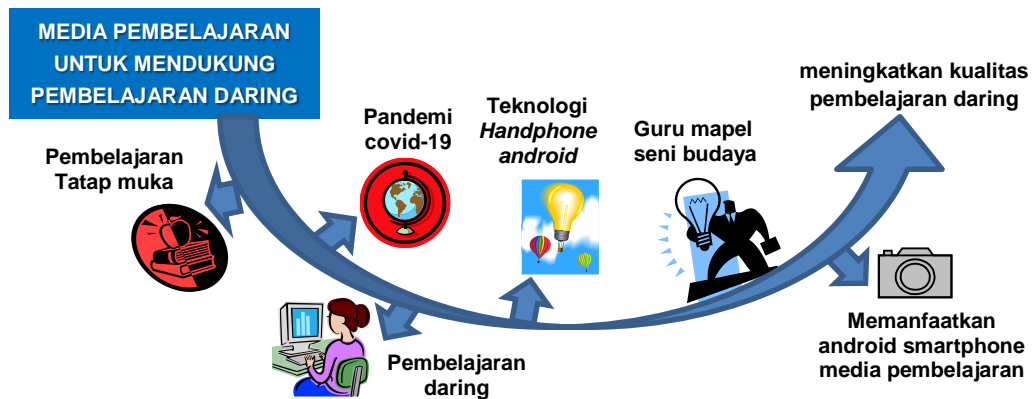 MEDIA PEMBELAJARAN
UNTUK MENDUKUNG
PEMBELAJARAN DARING
Pembelajaran
Tatap muka
Pandemi
covid-19
Pembelajaran
daring
Teknologi
Handphone
android
Guru mapel
seni budaya
Memanfaatkan
android smartphone
media pembelajaran
meningkatkan kualitas
pembelajaran daring